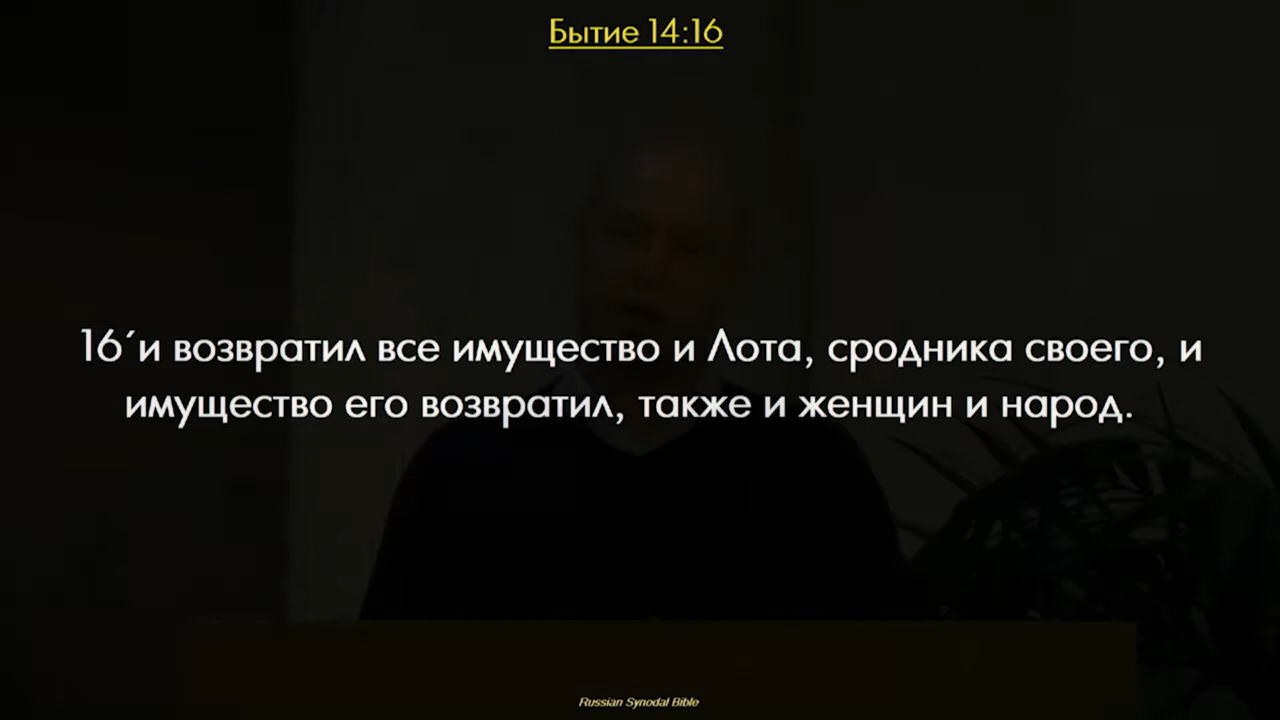 Бытие 14:16
16´и возвратил все имущество и Лота, сродника своего, и
имущество его возвратил, также и женщин и народ.
Russian Synodal Bible